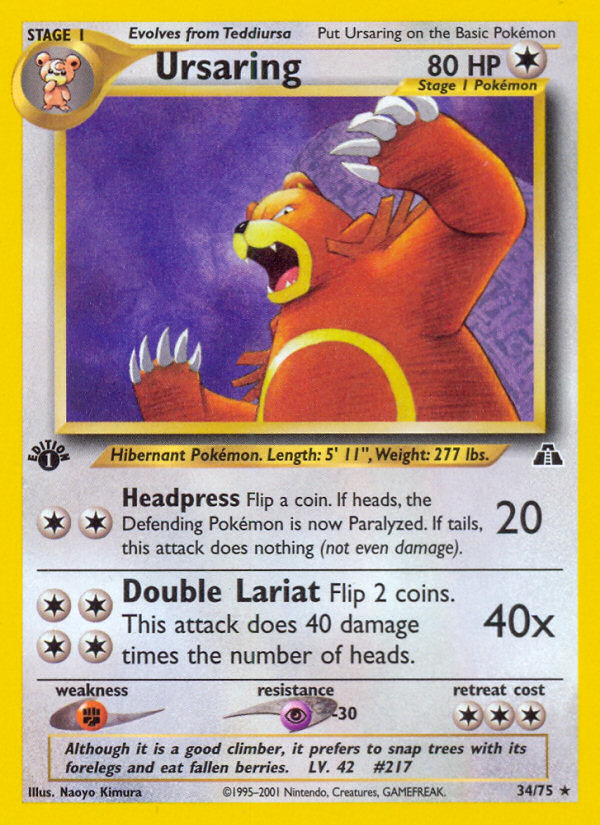 STAGE 1 Evolves from Teddiursa Put Ursaring on the Basic Pokémon
Ursaring 80 HP
Stage 1 Pokémon
EDITION
1
Hibernant Pokémon. Length: 5' 11", Weight: 277 lbs.
Headpress Flip a coin. If heads, the
Defending Pokémon is now Paralyzed. If tails,
this attack does nothing (not even damage).
20
Double Lariat Flip 2 coins.
This attack does 40 damage
times the number of heads.
40x
weakness resistance retreat cost
-30
Although it is a good climber, it prefers to snap trees with its
forelegs and eat fallen berries. LV. 42 #217
Illus. Naoyo Kimura ©1995-2001 Nintendo, Creatures, GAMEFREAK. 34/75 ★